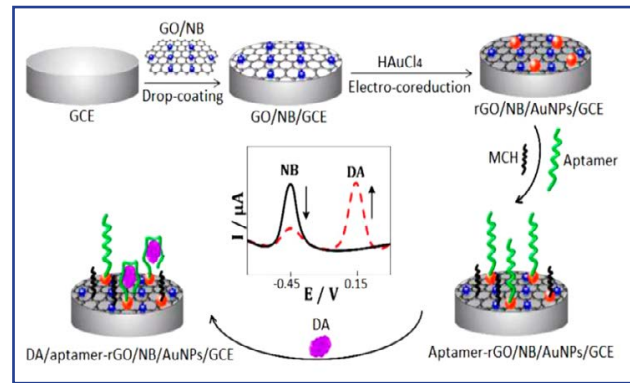 GO/NB
Drop-coating
GCE
GO/NB/GCE
HAuCl4
Electro-coreduction
rGO/NB/AuNPs/GCE
MCH
Aptamer
NB
DA
I / µA
-0.45
0.15
E / V
DA
DA/aptamer-rGO/NB/AuNPs/GCE
Aptamer-rGO/NB/AuNPs/GCE